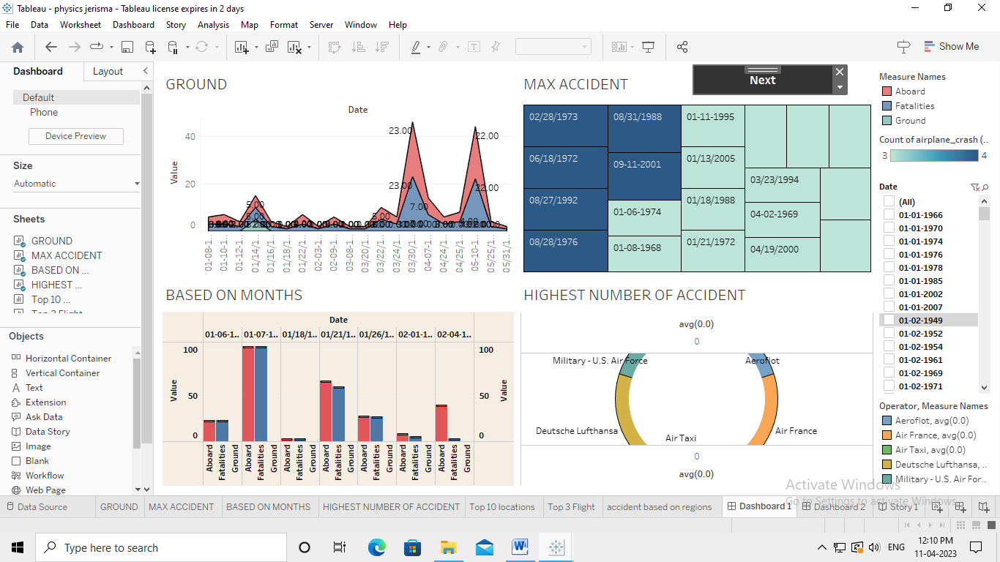 Tableau - physics jerisma - Tableau license expires in 2 days
File Data Worksheet Dashboard Story Analysis Map Format Server Window Help
Show Me
Dashboard Layout
Default
Phone
Device Preview
Size
Automatic
Sheets
GROUND
MAX ACCIDENT
BASED ON ...
HIGHEST ...
Top 10 ...
Top 3 Flight
Objects
Horizontal Container
Vertical Container
Text
Extension
Ask Data
Data Story
Image
Blank
Workflow
Web Page
GROUND
Date
Value
40
20
0
23.00
22.00
23.00
22.00
5.00
5.00
7.00
5.00
01-08-1..
01-10-1..
01-12-1..
01/14/1..
01/16/1..
01/18/1..
01/22/1..
02-03-1..
02-09-1..
03-08-1..
03/20/1..
03/22/1..
03/24/1..
03/30/1..
04-07-1..
04/24/1..
04/25/1..
05-10-1..
05/25/1..
05/31/1..
MAX ACCIDENT
Next
02/28/1973
06/18/1972
08/27/1992
08/28/1976
08/31/1988
09-11-2001
01-06-1974
01-08-1968
01-11-1995
01/13/2005
01/18/1988
01/21/1972
03/23/1994
04-02-1969
04/19/2000
BASED ON MONTHS
Date
01-06-1.. 01-07-1.. 01/18/1.. 01/21/1.. 01/26/1.. 02-01-1.. 02-04-1..
Value
100
50
0
100
50
0
Value
Aboard Fatalities Ground Aboard Fatalities Ground Aboard Fatalities Ground Aboard Fatalities Ground Aboard Fatalities Ground Aboard Fatalities Ground Aboard Fatalities Ground
HIGHEST NUMBER OF ACCIDENT
avg(0.0)
0
Military - U.S. Air Force
Aeroflot
Deutsche Lufthansa
Air Taxi
Air France
0
avg(0.0)
Measure Names
Aboard
Fatalities
Ground
Count of airplane_crash (..
3 4
Date
(All)
01-01-1966
01-01-1970
01-01-1974
01-01-1976
01-01-1978
01-01-1985
01-01-2002
01-01-2007
01-02-1949
01-02-1952
01-02-1954
01-02-1961
01-02-1969
01-02-1971
Operator, Measure Names
Aeroflot, avg(0.0)
Air France, avg(0.0)
Air Taxi, avg(0.0)
Deutsche Lufthansa, ..
Military - U.S. Air For..
Activate Windows
Go to Settings to activate Windows.
Data Source GROUND MAX ACCIDENT BASED ON MONTHS HIGHEST NUMBER OF ACCIDENT Top 10 locations Top 3 Flight accident based on regions Dashboard 1 Dashboard 2 Story 1
Type here to search
ENG
12:10 PM
11-04-2023